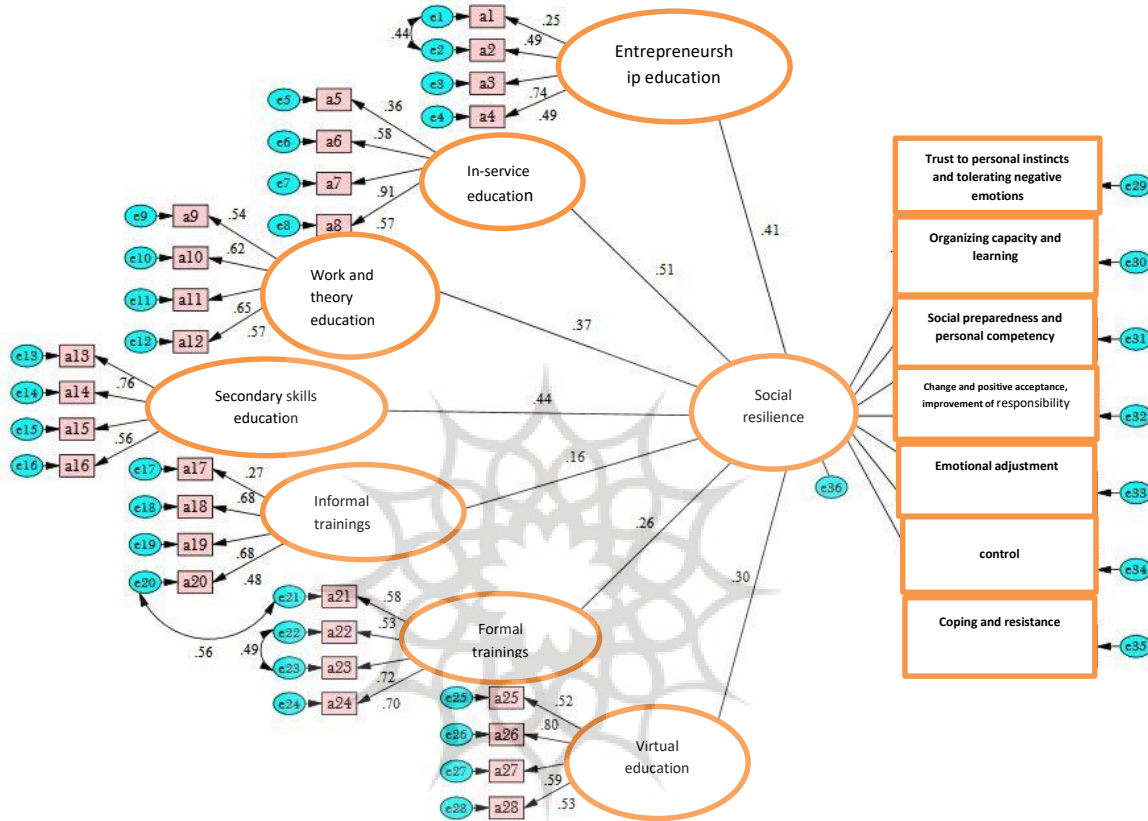 e1 a1 .25
.44 e2 a2 .49
e3 a3
.74
e4 a4 .49
Entrepreneursh
ip education
e5 a5 .36
e6 a6 .58
e7 a7
.91
e8 a8 .57
In-service
education
e9 a9 .54
e10 a10 .62
e11 a11
.65
e12 a12 .57
Work and
theory
education
e13 a13
.76
e14 a14
e15 a15
.56
e16 a16
Secondary skills
education
e17 a17 .27
e18 a18 .68
e19 a19
.68
e20 a20 .48
Informal
trainings
.56
e21 a21 .58
e22 a22 .53
.49
e23 a23
.72
e24 a24 .70
Formal
trainings
e25 a25 .52
e26 a26 .80
e27 a27
.59
e28 a28 .53
Virtual
education
.41
.51
.37
.44
.16
.26
.30
Social
resilience
e36
Trust to personal instincts
and tolerating negative
emotions
e29
Organizing capacity and
learning
e30
Social preparedness and
personal competency
e31
Change and positive acceptance,
improvement of responsibility
e32
Emotional adjustment
e33
control
e34
Coping and resistance
e35